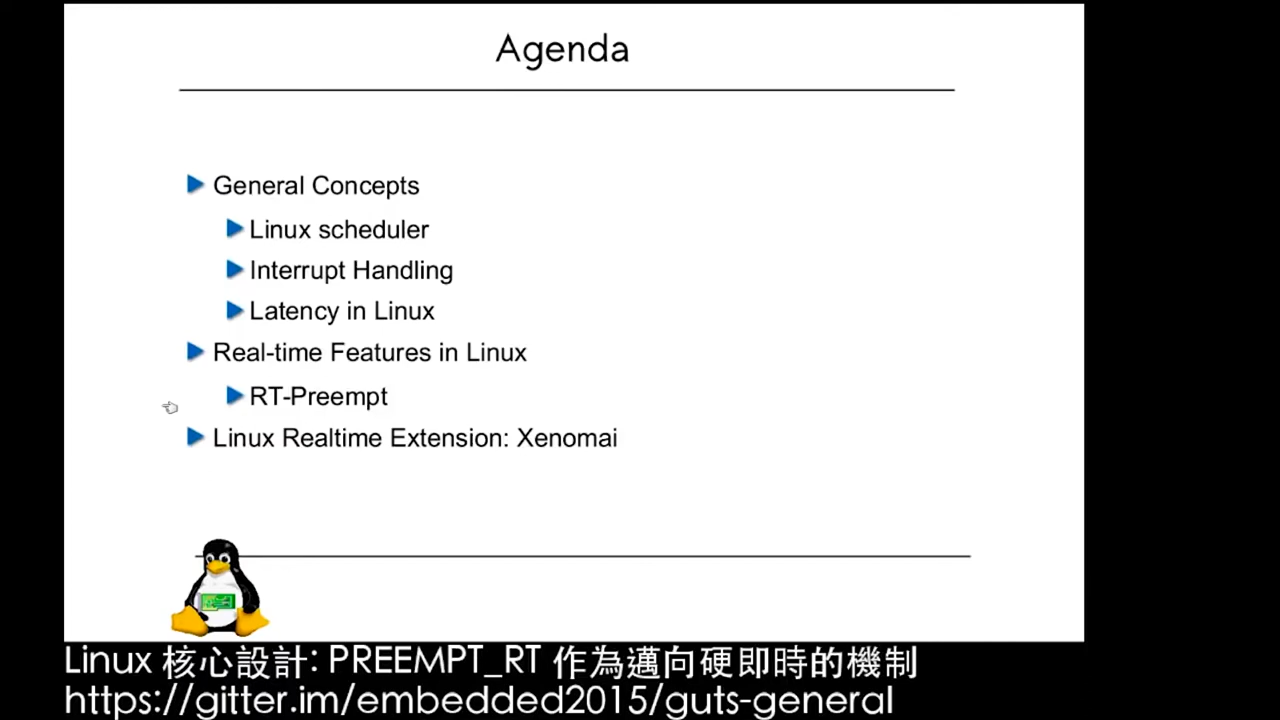 Agenda
General Concepts
Linux scheduler
Interrupt Handling
Latency in Linux
Real-time Features in Linux
RT-Preempt
Linux Realtime Extension: Xenomai
Linux 核心設計: PREEMPT_RT 作為邁向硬即時的機制
https://gitter.im/embedded2015/guts-general